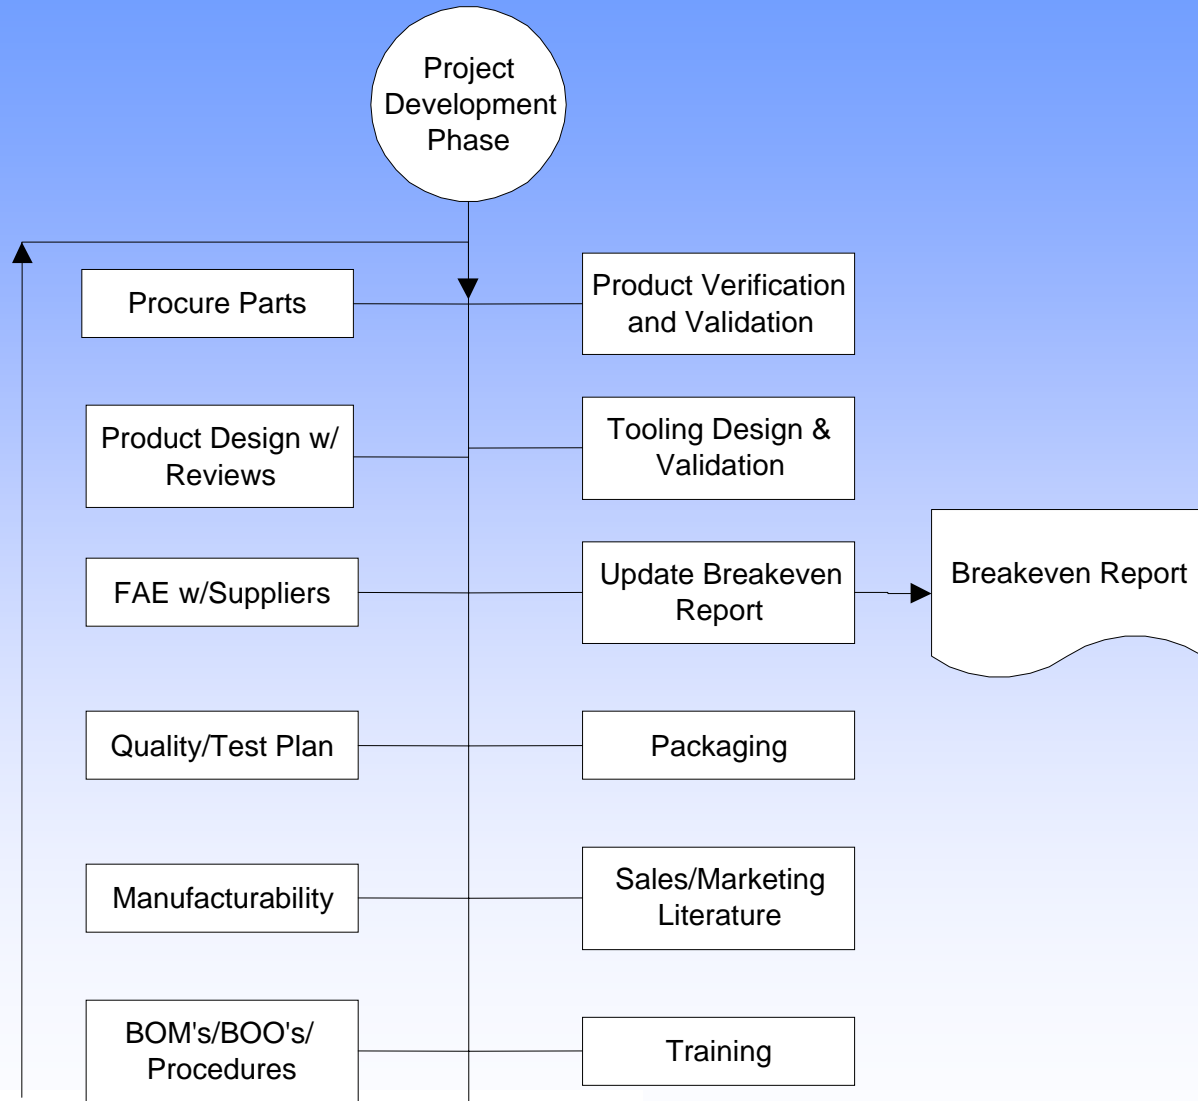 Project
Development
Phase
Procure Parts
Product Verification
and Validation
Product Design w/
Reviews
Tooling Design &
Validation
FAE w/Suppliers
Update Breakeven
Report
Breakeven Report
Quality/Test Plan
Packaging
Manufacturability
Sales/Marketing
Literature
BOM's/BOO's/
Procedures
Training